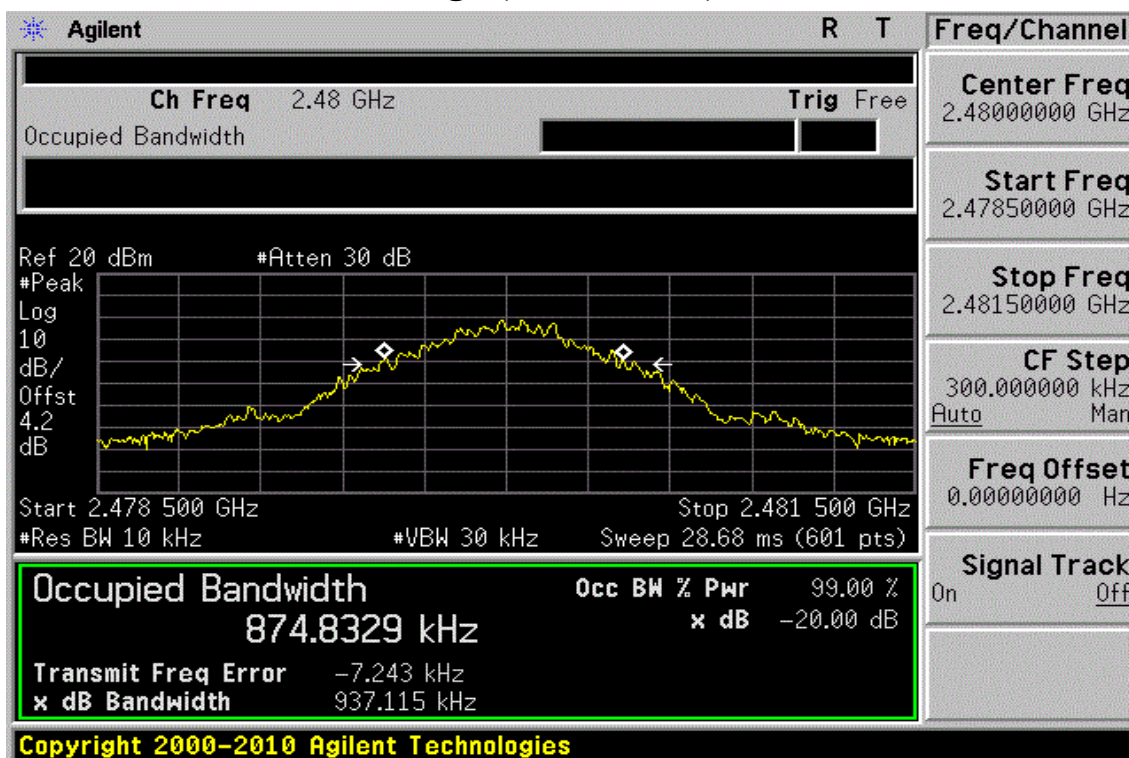 Agilent R T Freq/Channel
Ch Freq 2.48 GHz Trig Free
Occupied Bandwidth
Center Freq
2.48000000 GHz
Start Freq
2.47850000 GHz
Stop Freq
2.48150000 GHz
CF Step
300.000000 kHz
Auto Man
Freq Offset
0.00000000 Hz
Signal Track
On Off
Ref 20 dBm #Atten 30 dB
#Peak
Log
10
dB/
Offst
4.2
dB
Start 2.478 500 GHz Stop 2.481 500 GHz
#Res BW 10 kHz #VBW 30 kHz Sweep 28.68 ms (601 pts)
Occupied Bandwidth Occ BW % Pwr 99.00 %
874.8329 kHz x dB -20.00 dB
Transmit Freq Error -7.243 kHz
x dB Bandwidth 937.115 kHz
Copyright 2000-2010 Agilent Technologies